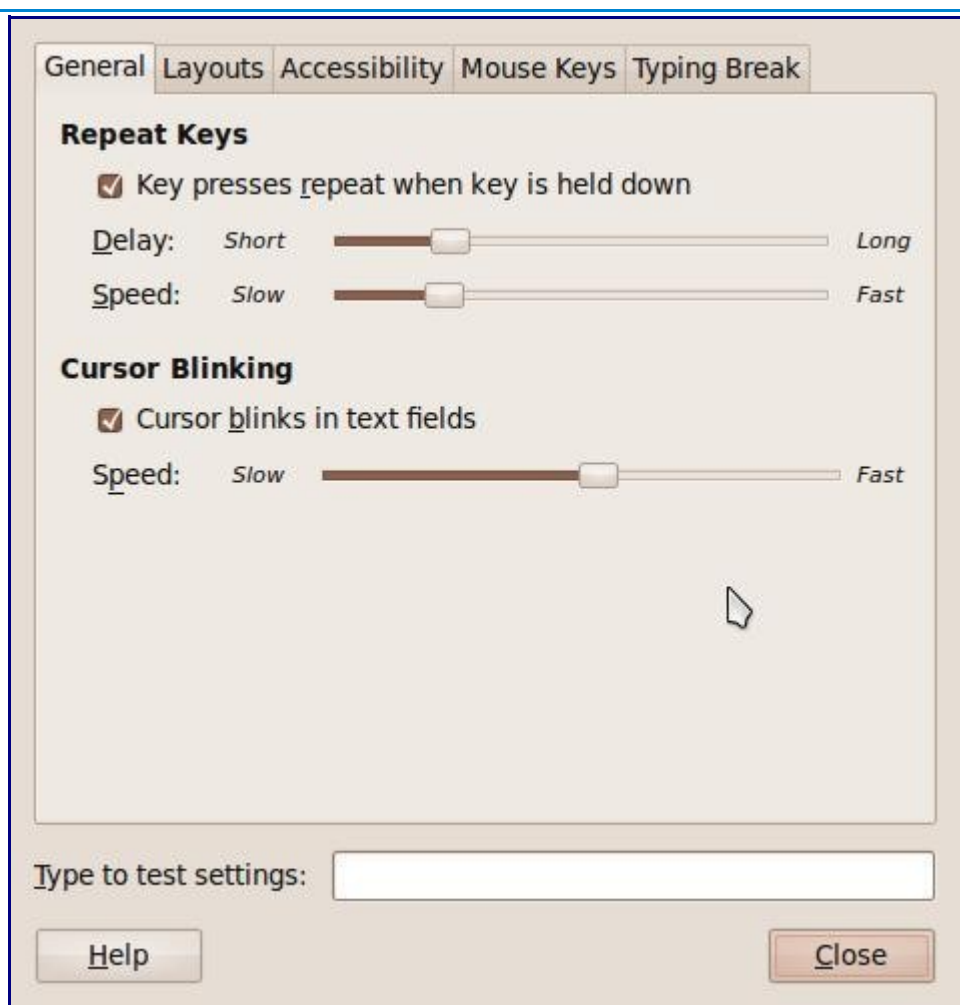 General Layouts Accessibility Mouse Keys Typing Break
Repeat Keys
Key presses repeat when key is held down
Delay: Short Long
Speed: Slow Fast
Cursor Blinking
Cursor blinks in text fields
Speed: Slow Fast
Type to test settings:
Help Close